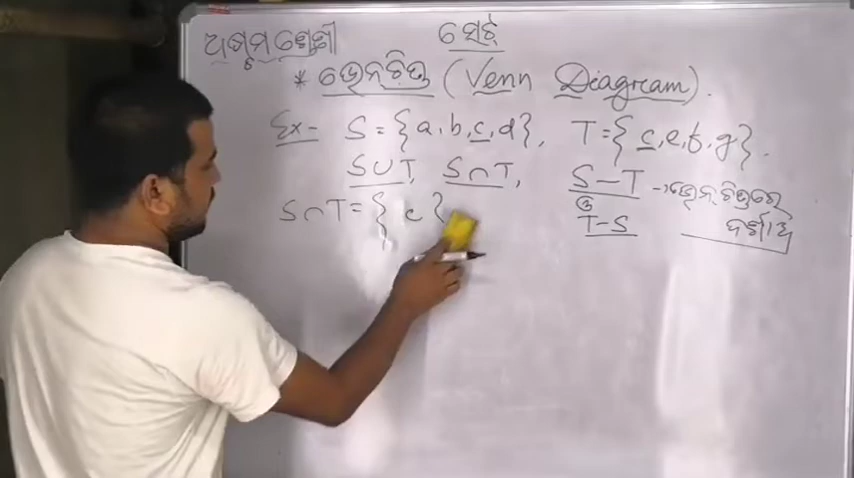 ଅଷ୍ଟମ ଶ୍ରେଣୀ ସେଟ୍
* ଭେନଚିତ୍ର (Venn Diagram).
Ex- S = {a, b, c, d}, T = {c, e, f, g}.
S∪T, S∩T, S - T → ଭେନଚିତ୍ରରେ
ଓ T - S ଦର୍ଶାଅ
S∩T = { c }